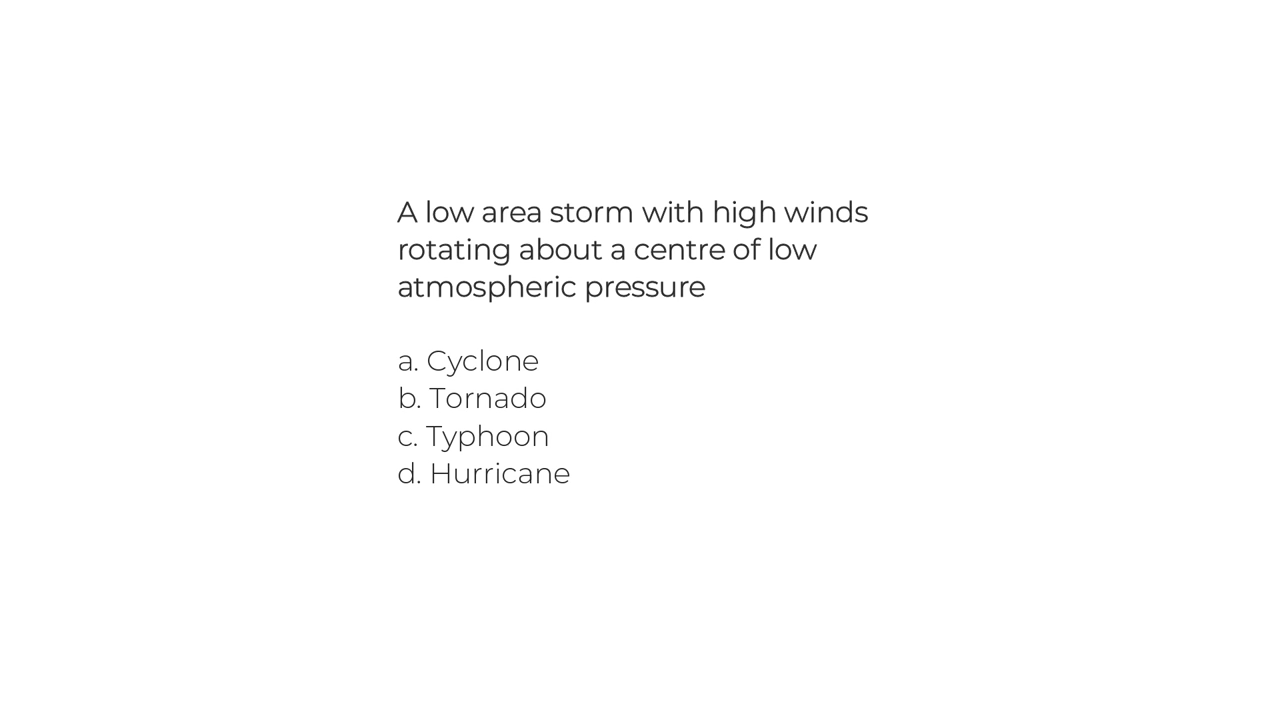 A low area storm with high winds
rotating about a centre of low
atmospheric pressure
a. Cyclone
b. Tornado
c. Typhoon
d. Hurricane